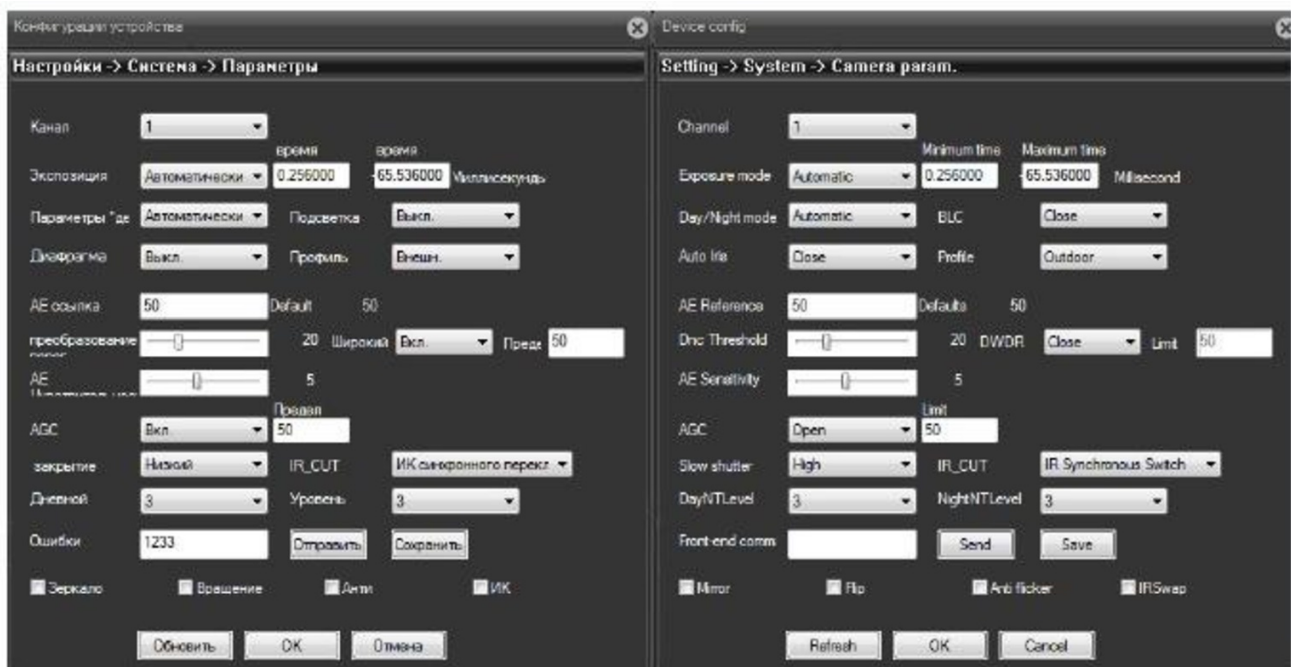 Конфигурации устройства
Настройки -> Система -> Параметры
Канал 1
время время
Экспозиция Автоматически 0.256000 -65.536000 Миллисекундь
Параметры "де Автоматически Подсветка Выкл.
Диафрагма Выкл. Профиль Внешн.
AE ссылка 50 Default 50
преобразование 20 Широкий Вкл. Преде 50
AE 5
Предел
AGC Вкл. 50
закрытие Низкий IR_CUT ИК синхронного перекл
Дневной 3 Уровень 3
Ошибки 1233 Отправить Сохранить
Зеркало Вращение Анти ИК
Обновить OK Отмена
Device config
Setting -> System -> Camera param.
Channel 1
Minimum time Maximum time
Exposure mode Automatic 0.256000 -65.536000 Millisecond
Day/Night mode Automatic BLC Close
Auto Iris Close Profile Outdoor
AE Reference 50 Defaults 50
Dnc Threshold 20 DWDR Close Limit 50
AE Sensitivity 5
Limit
AGC Open 50
Slow shutter High IR_CUT IR Synchronous Switch
DayNTLevel 3 NightNTLevel 3
Front-end comm Send Save
Mirror Flip Anti flicker IRSwap
Refresh OK Cancel